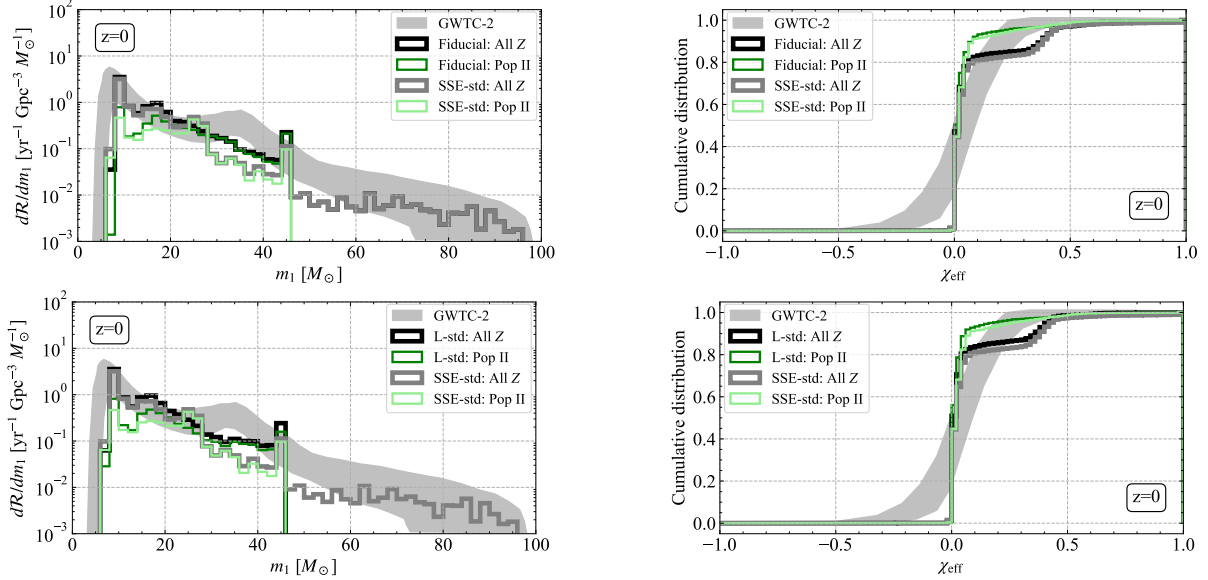 10²
10¹
10⁰
10⁻¹
10⁻²
10⁻³
dR/dm₁ [yr⁻¹ Gpc⁻³ M⊙⁻¹]
z=0
GWTC-2
Fiducial: All Z
Fiducial: Pop II
SSE-std: All Z
SSE-std: Pop II
0 20 40 60 80 100
m₁ [M⊙]
1.0
0.8
0.6
0.4
0.2
0.0
Cumulative distribution
GWTC-2
Fiducial: All Z
Fiducial: Pop II
SSE-std: All Z
SSE-std: Pop II
z=0
−1.0 −0.5 0.0 0.5 1.0
χeff
10²
10¹
10⁰
10⁻¹
10⁻²
10⁻³
dR/dm₁ [yr⁻¹ Gpc⁻³ M⊙⁻¹]
z=0
GWTC-2
L-std: All Z
L-std: Pop II
SSE-std: All Z
SSE-std: Pop II
0 20 40 60 80 100
m₁ [M⊙]
1.0
0.8
0.6
0.4
0.2
0.0
Cumulative distribution
GWTC-2
L-std: All Z
L-std: Pop II
SSE-std: All Z
SSE-std: Pop II
z=0
−1.0 −0.5 0.0 0.5 1.0
χeff